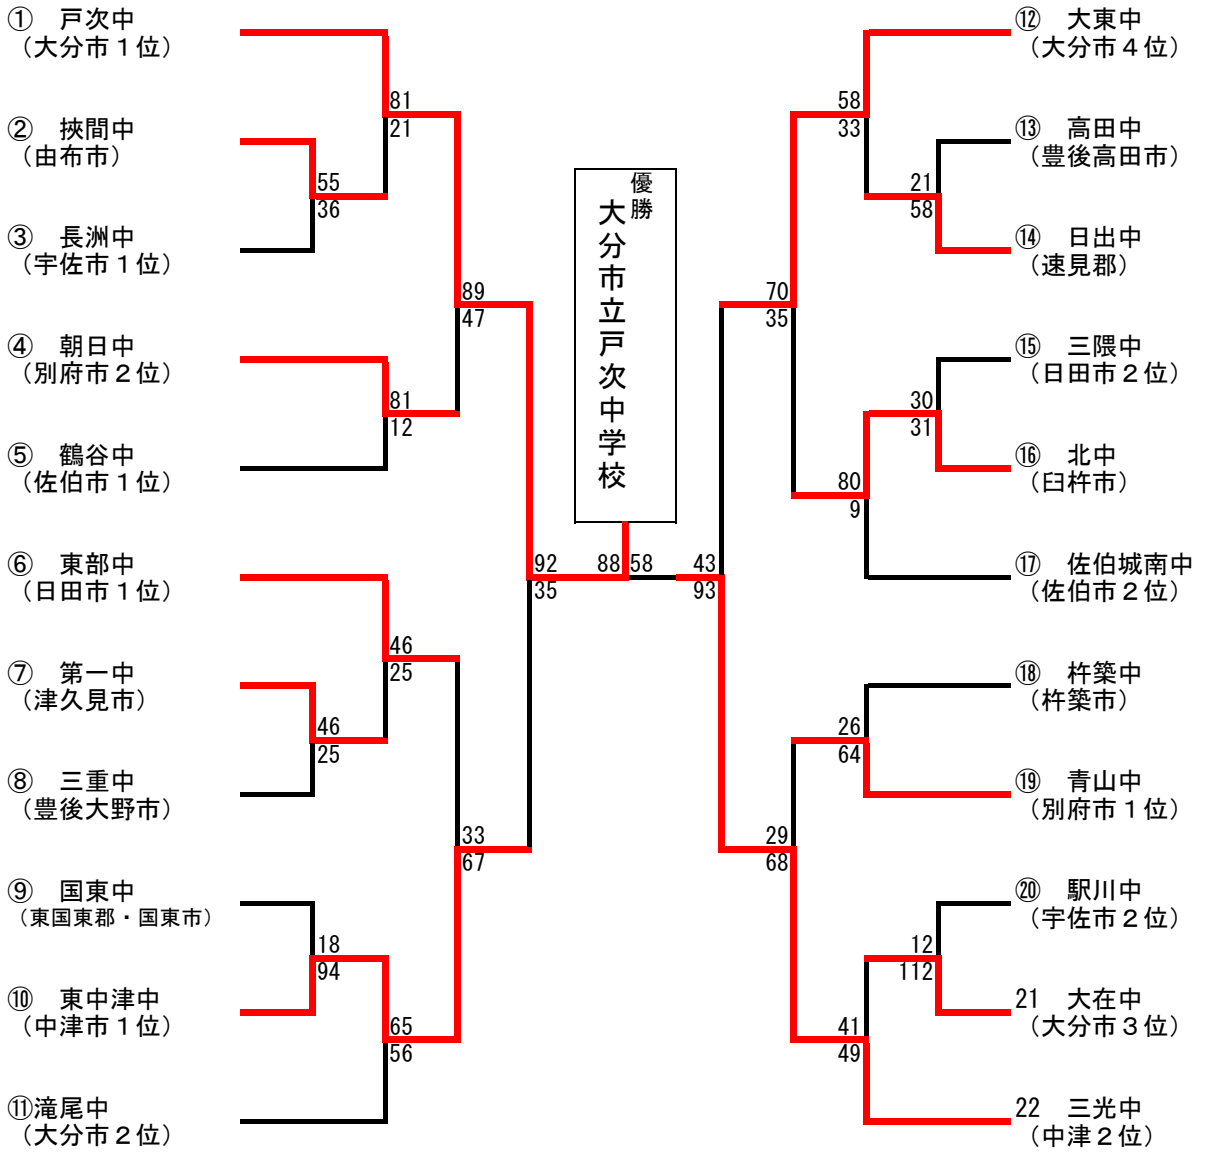 ① 戸次中
（大分市１位）
② 挾間中
（由布市）
③ 長洲中
（宇佐市１位）
④ 朝日中
（別府市２位）
⑤ 鶴谷中
（佐伯市１位）
⑥ 東部中
（日田市１位）
⑦ 第一中
（津久見市）
⑧ 三重中
（豊後大野市）
⑨ 国東中
（東国東郡・国東市）
⑩ 東中津中
（中津市１位）
⑪滝尾中
（大分市２位）
81
21
55
36
89
47
81
12
92
35
46
25
46
25
33
67
18
94
65
56
優勝
大分市立戸次中学校
88
58
58
33
21
58
70
35
30
31
80
9
43
93
26
64
29
68
12
112
41
49
⑫ 大東中
（大分市４位）
⑬ 高田中
（豊後高田市）
⑭ 日出中
（速見郡）
⑮ 三隈中
（日田市２位）
⑯ 北中
（臼杵市）
⑰ 佐伯城南中
（佐伯市２位）
⑱ 杵築中
（杵築市）
⑲ 青山中
（別府市１位）
⑳ 駅川中
（宇佐市２位）
21 大在中
（大分市３位）
22 三光中
（中津２位）